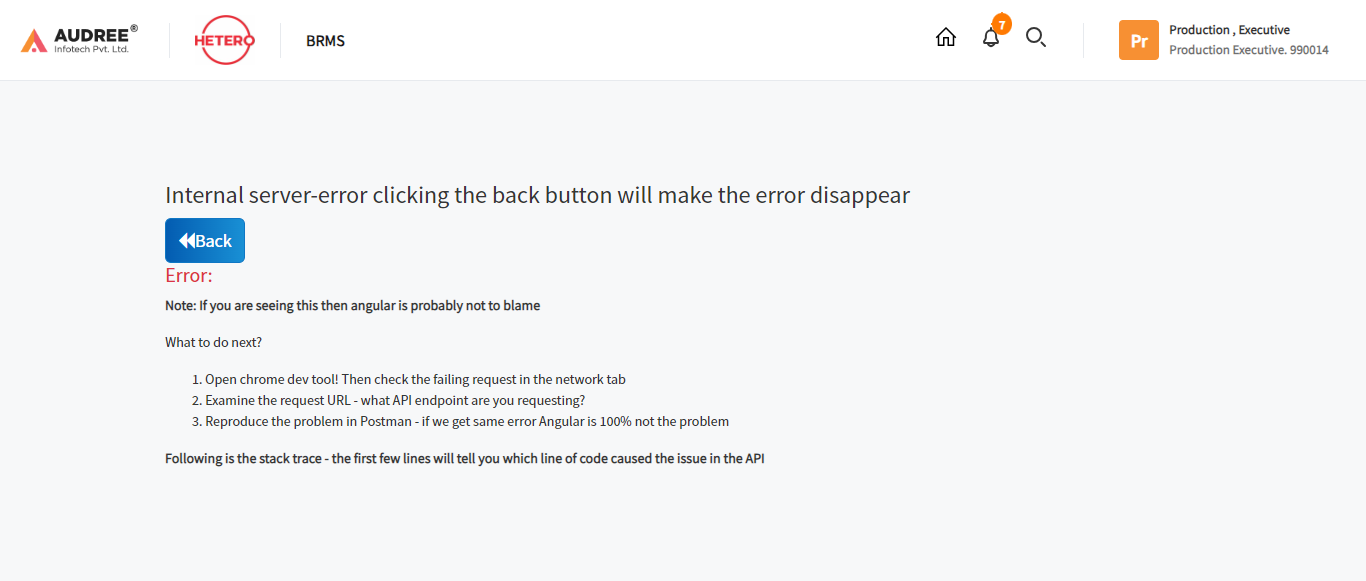 AUDREE®
Infotech Pvt. Ltd.
HETERO
BRMS
7
Pr
Production , Executive
Production Executive. 990014
Internal server-error clicking the back button will make the error disappear
Back
Error:
Note: If you are seeing this then angular is probably not to blame
What to do next?
1. Open chrome dev tool! Then check the failing request in the network tab
2. Examine the request URL - what API endpoint are you requesting?
3. Reproduce the problem in Postman - if we get same error Angular is 100% not the problem
Following is the stack trace - the first few lines will tell you which line of code caused the issue in the API